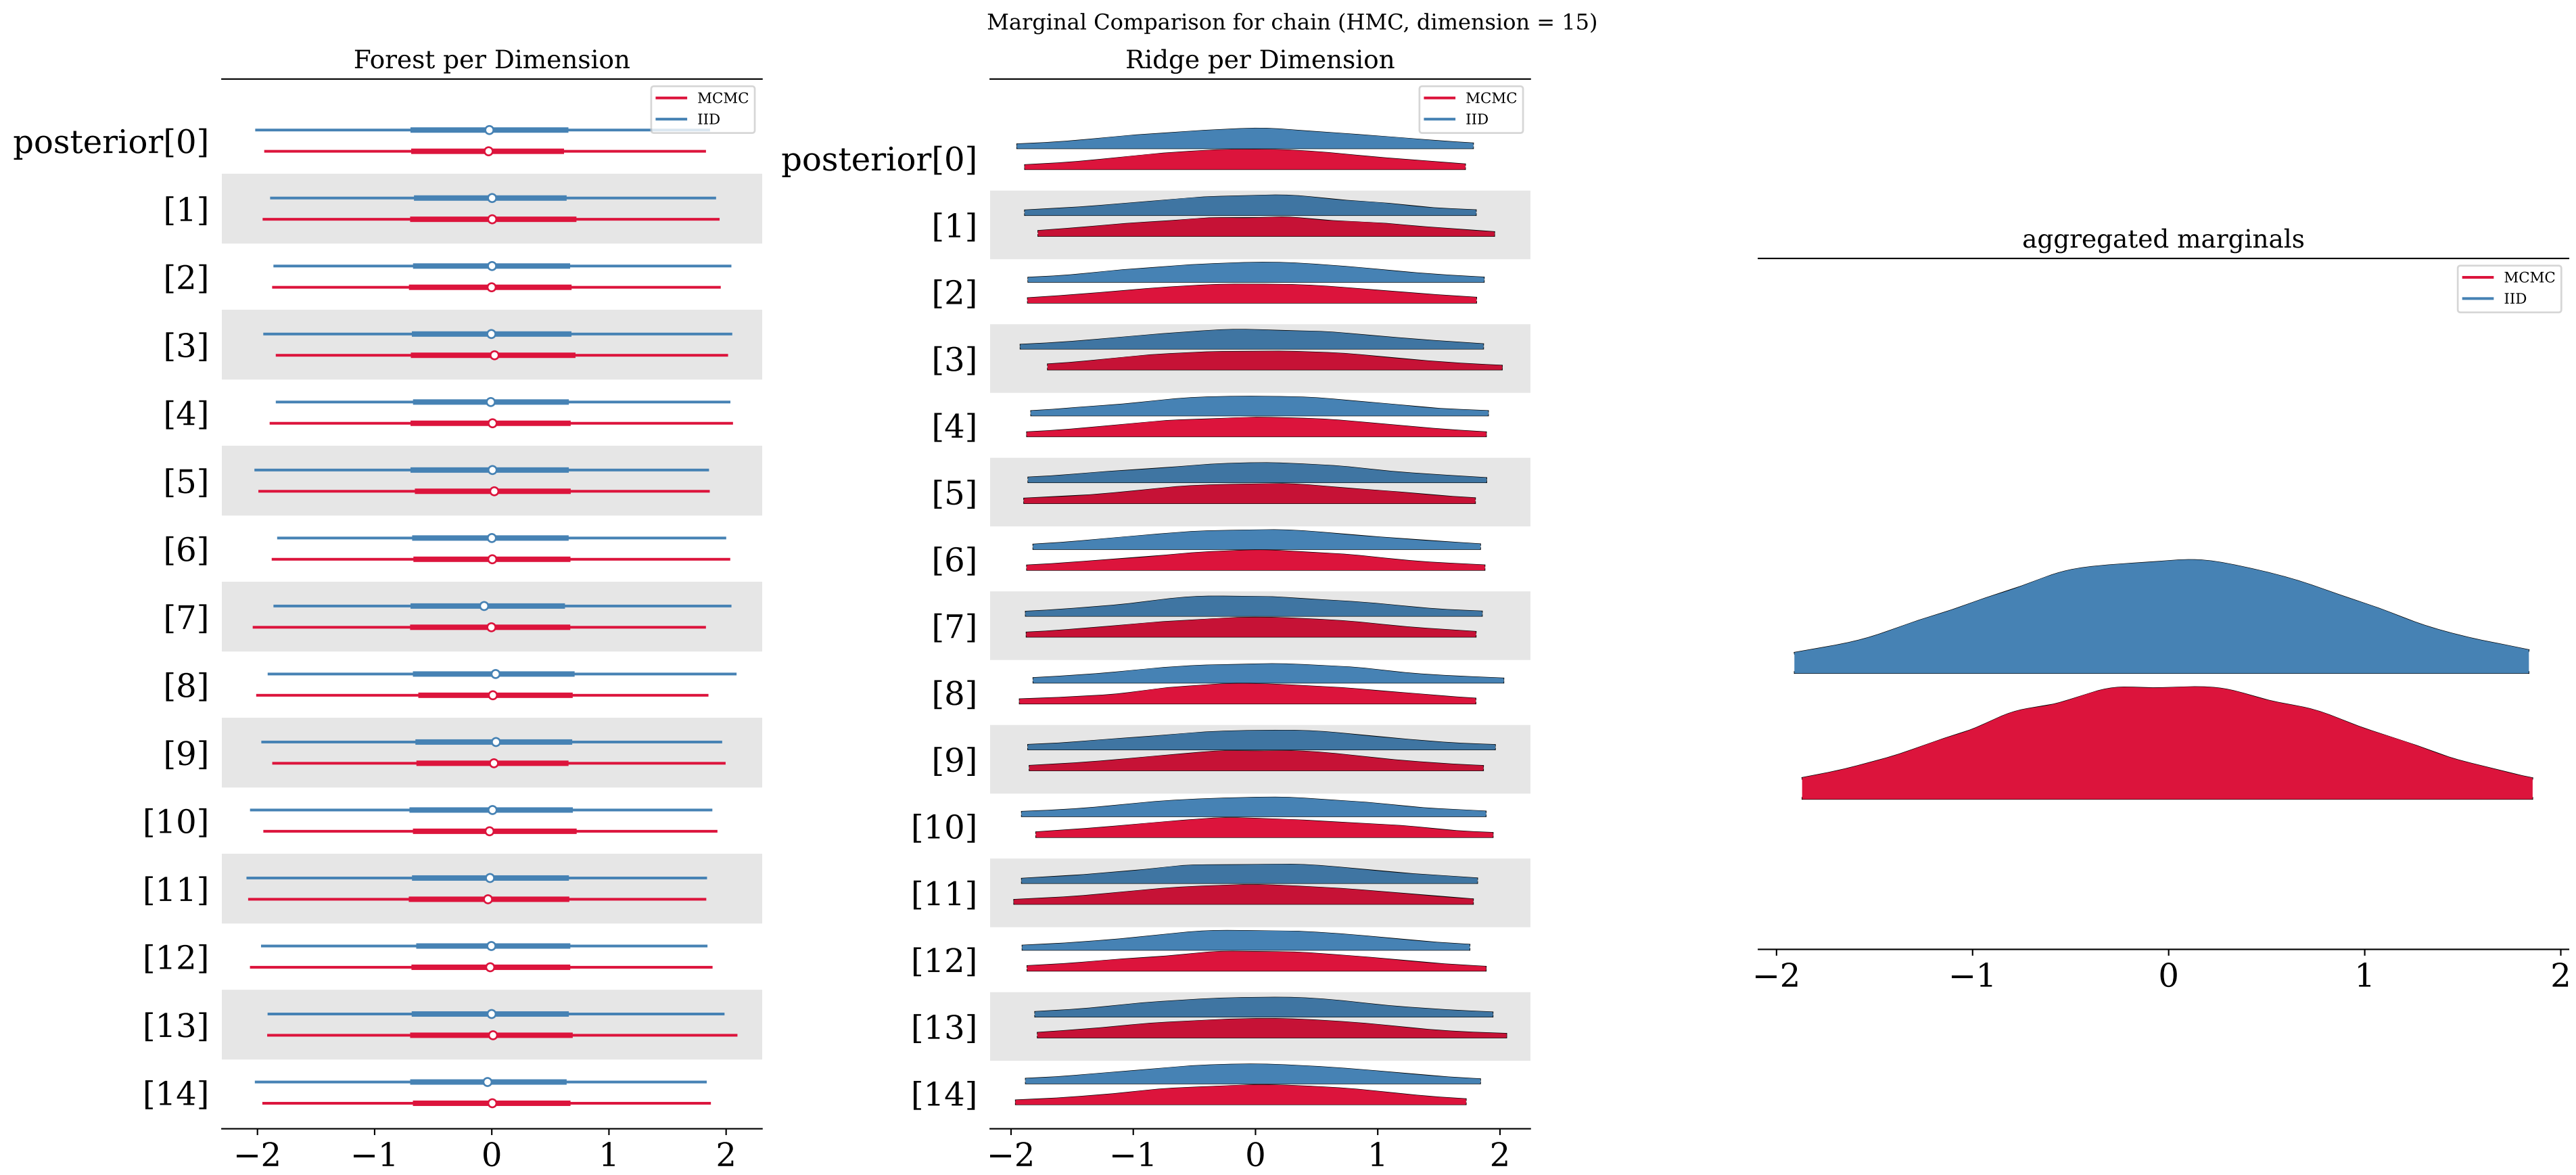 Marginal Comparison for chain (HMC, dimension = 15)
Forest per Dimension
MCMC
IID
posterior[0]
[1]
[2]
[3]
[4]
[5]
[6]
[7]
[8]
[9]
[10]
[11]
[12]
[13]
[14]
−2 −1 0 1 2
Ridge per Dimension
MCMC
IID
posterior[0]
[1]
[2]
[3]
[4]
[5]
[6]
[7]
[8]
[9]
[10]
[11]
[12]
[13]
[14]
−2 −1 0 1 2
aggregated marginals
MCMC
IID
−2 −1 0 1 2